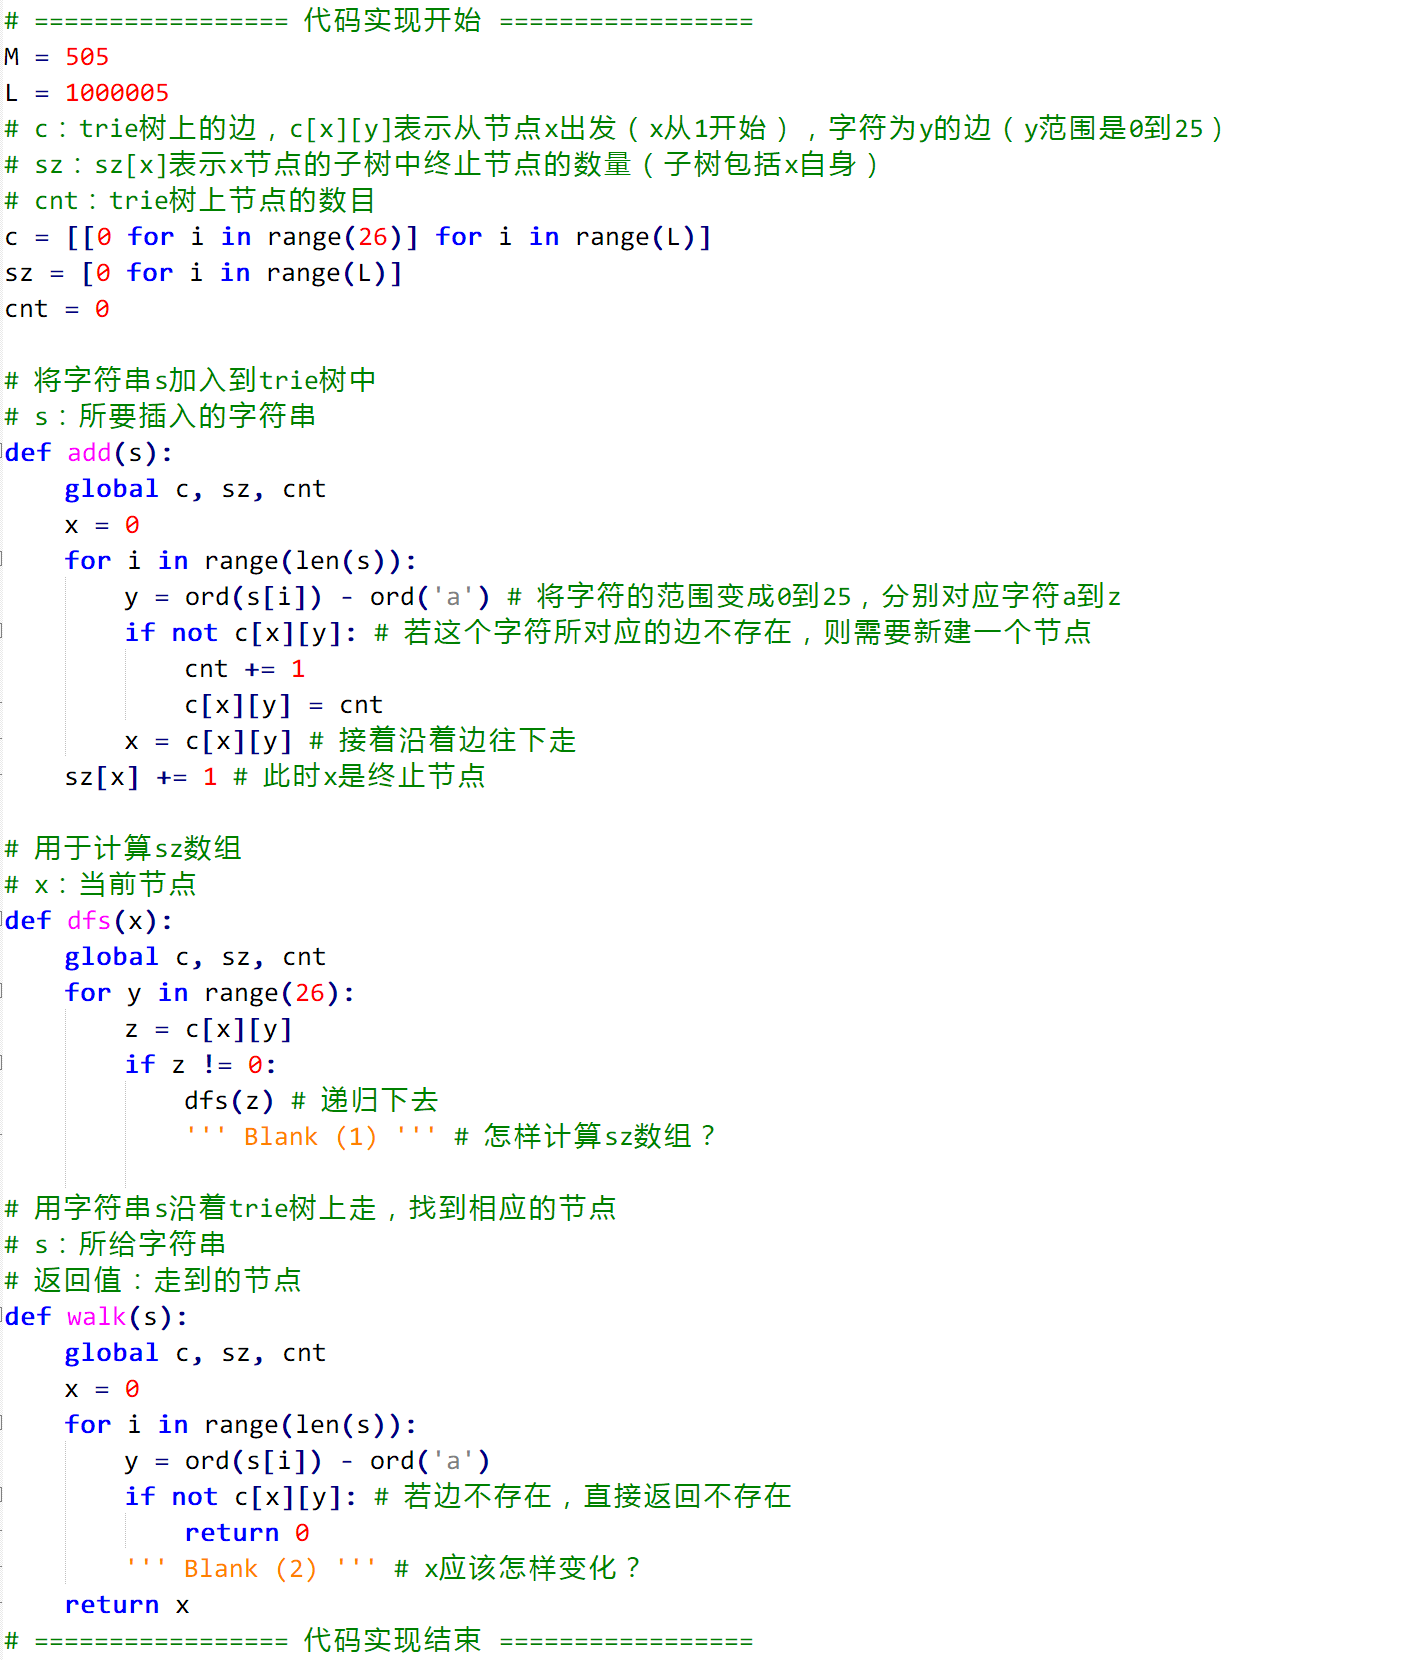 # ================= 代码实现开始 =================
M = 505
L = 1000005
# c：trie树上的边，c[x][y]表示从节点x出发（x从1开始），字符为y的边（y范围是0到25）
# sz：sz[x]表示x节点的子树中终止节点的数量（子树包括x自身）
# cnt：trie树上节点的数目
c = [[0 for i in range(26)] for i in range(L)]
sz = [0 for i in range(L)]
cnt = 0
# 将字符串s加入到trie树中
# s：所要插入的字符串
def add(s):
    global c, sz, cnt
    x = 0
    for i in range(len(s)):
        y = ord(s[i]) - ord('a') # 将字符的范围变成0到25，分别对应字符a到z
        if not c[x][y]: # 若这个字符所对应的边不存在，则需要新建一个节点
            cnt += 1
            c[x][y] = cnt
        x = c[x][y] # 接着沿着边往下走
    sz[x] += 1 # 此时x是终止节点
# 用于计算sz数组
# x：当前节点
def dfs(x):
    global c, sz, cnt
    for y in range(26):
        z = c[x][y]
        if z != 0:
            dfs(z) # 递归下去
            ''' Blank (1) ''' # 怎样计算sz数组？
# 用字符串s沿着trie树上走，找到相应的节点
# s：所给字符串
# 返回值：走到的节点
def walk(s):
    global c, sz, cnt
    x = 0
    for i in range(len(s)):
        y = ord(s[i]) - ord('a')
        if not c[x][y]: # 若边不存在，直接返回不存在
            return 0
        ''' Blank (2) ''' # x应该怎样变化？
    return x
# ================= 代码实现结束 =================